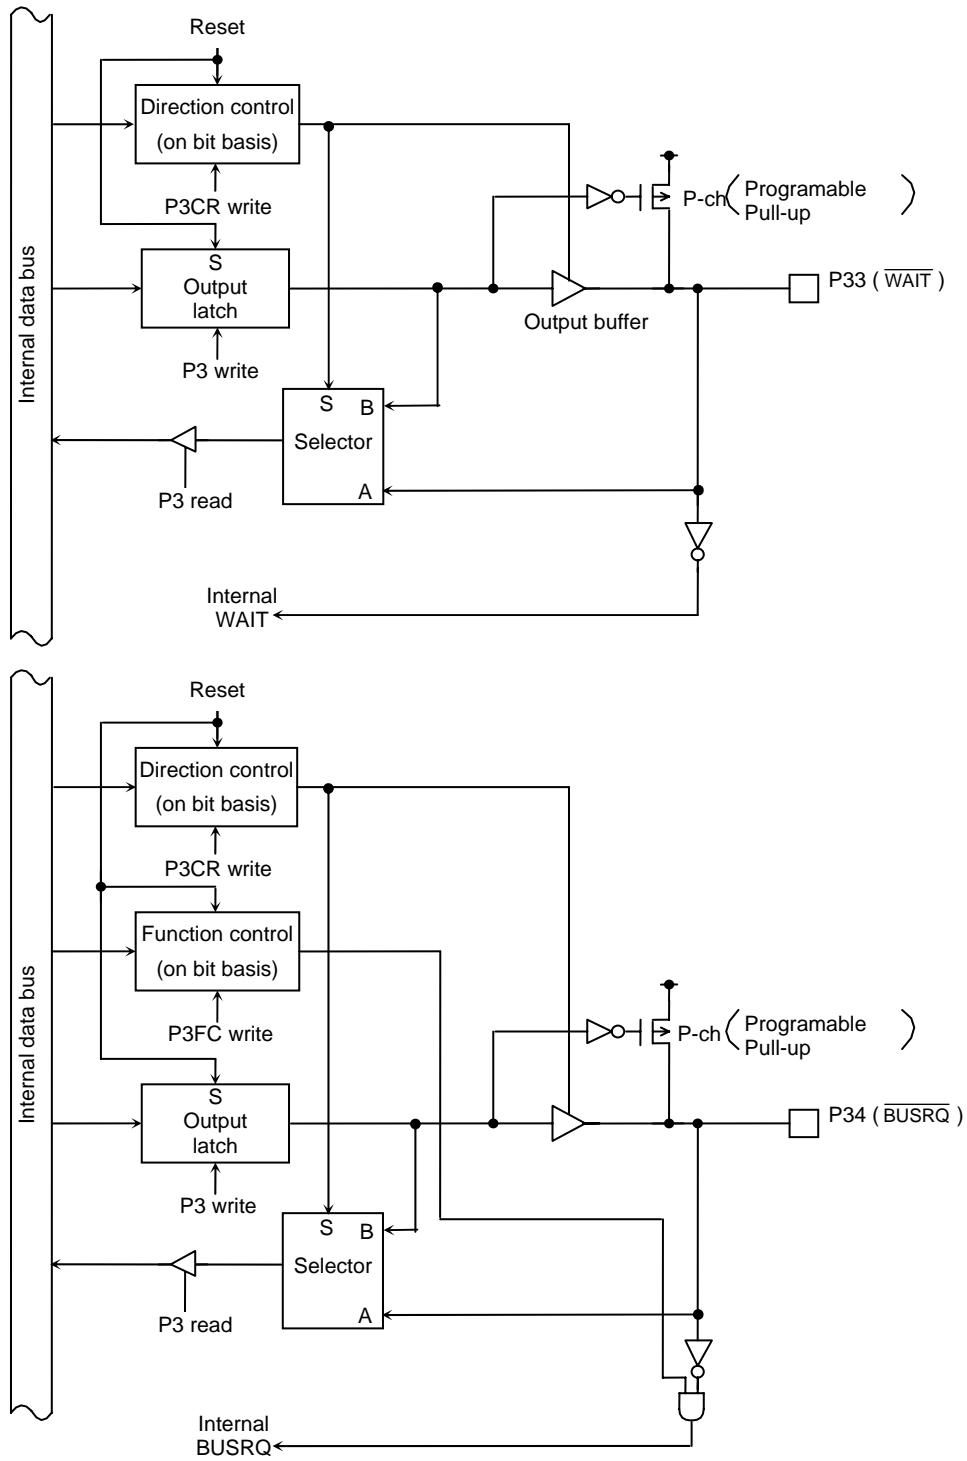 Reset
Direction control
(on bit basis)
P3CR write
P-ch ( Programable
Pull-up )
Internal data bus
S
Output
latch
P33 ( WAIT )
Output buffer
P3 write
S B
Selector
A
P3 read
Internal
WAIT
Reset
Direction control
(on bit basis)
P3CR write
Function control
(on bit basis)
Internal data bus
P3FC write
P-ch ( Programable
Pull-up )
S
Output
latch
P34 ( BUSRQ )
P3 write
S B
Selector
A
P3 read
Internal
BUSRQ